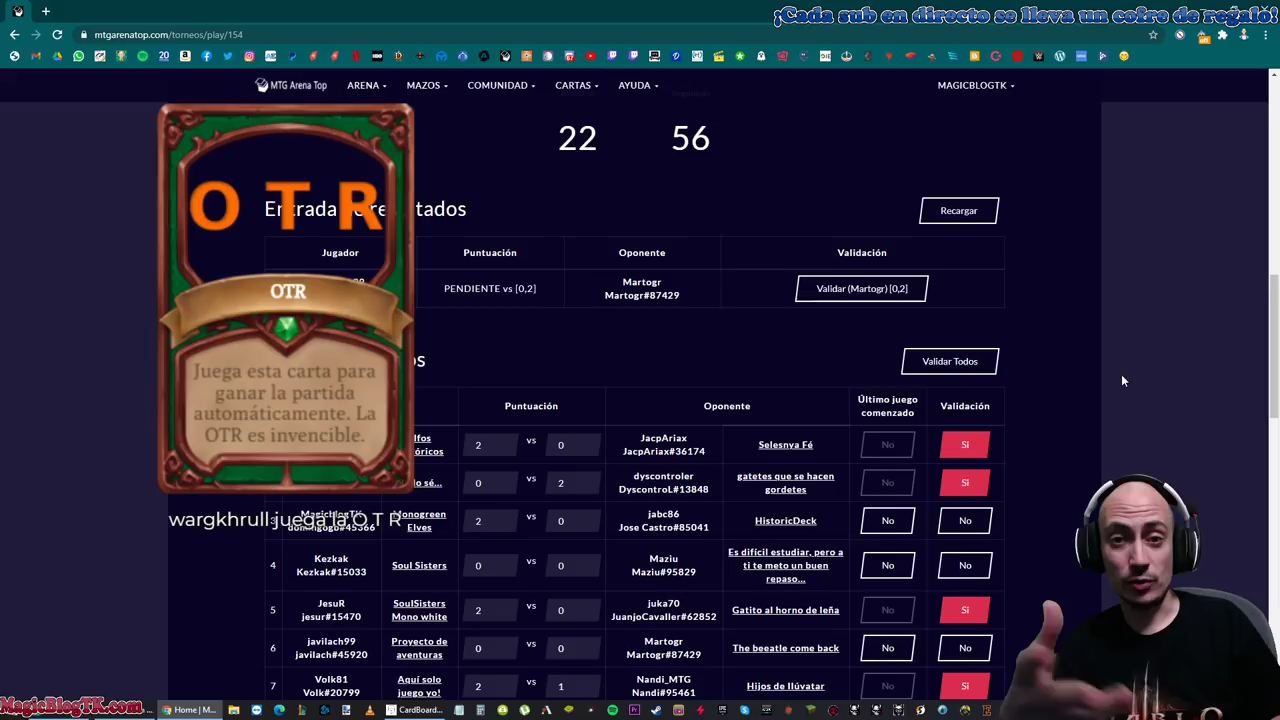 ¡Cada sub en directo se lleva un cofre de regalo!
mtgarenatop.com/torneos/play/154
MTG Arena Top
ARENA
MAZOS
COMUNIDAD
CARTAS
AYUDA
MAGICBLOGTK
22 56
Recargar
O T R
Jugador Puntuación Oponente Validación
PENDIENTE vs [0,2] Martogr
Martogr#87429
Validar (Martogr) [0,2]
OTR
Juega esta carta para
ganar la partida
automáticamente. La
OTR es invencible.
Validar Todos
Puntuación Oponente Último juego
comenzado
Validación
2 vs 0 JacpAriax
JacpAriax#36174
Selesnya Fé No Si
0 vs 2 dyscontroler
DyscontroL#13848
gatetes que se hacen
gordetes
No Si
wargkhrull juega la O T R
Monogreen
Elves
2 vs 0 jabc86
Jose Castro#85041
HistoricDeck No No
4 Kezkak
Kezkak#15033
Soul Sisters 0 vs 0 Maziu
Maziu#95829
Es difícil estudiar, pero a
ti te meto un buen
repaso...
No No
5 JesuR
jesur#15470
SoulSisters
Mono white
2 vs 0 juka70
JuanjoCavaller#62852
Gatito al horno de leña No Si
6 javilach99
javilach#45920
Proyecto de
aventuras
0 vs 0 Martogr
Martogr#87429
The beeatle come back No No
7 Volk81
Volk#20799
Aquí solo
juego yo!
2 vs 1 Nandi_MTG
Nandi#95461
Hijos de Ilúvatar No Si
MagicBlogTK.com
Home | M...
CardBoard...